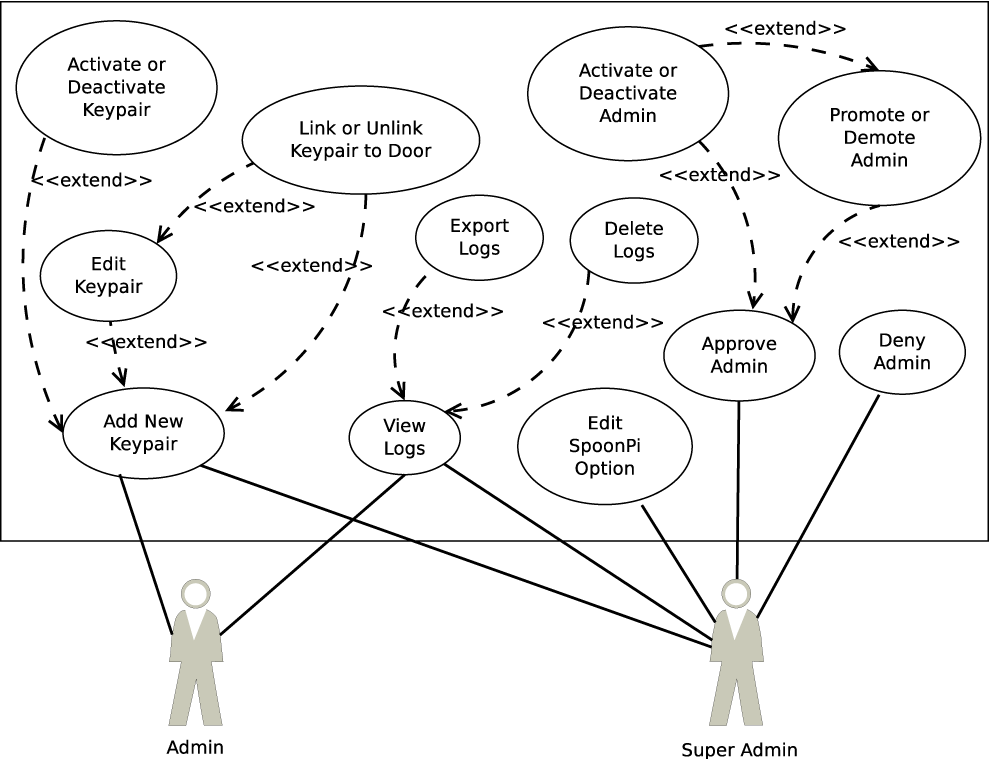 <<extend>>
Activate or
Deactivate
Keypair
Activate or
Deactivate
Admin
Promote or
Demote
Admin
Link or Unlink
Keypair to Door
<<extend>>
<<extend>>
<<extend>>
Export
Logs
Delete
Logs
<<extend>>
<<extend>>
Edit
Keypair
<<extend>>
<<extend>>
<<extend>>
Approve
Admin
Deny
Admin
Add New
Keypair
View
Logs
Edit
SpoonPi
Option
Admin
Super Admin